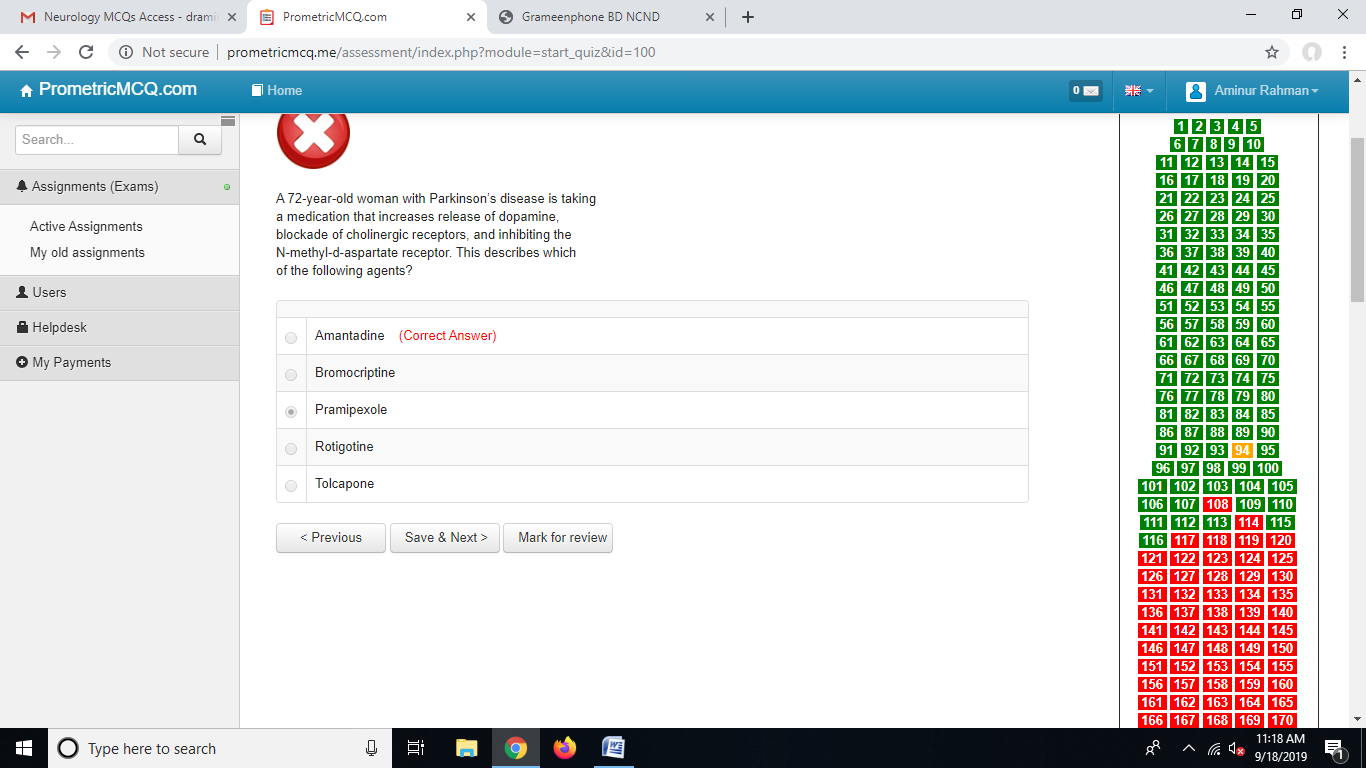 Neurology MCQs Access - drami
PrometricMCQ.com
Grameenphone BD NCND
Not secure | prometricmcq.me/assessment/index.php?module=start_quiz&id=100
PrometricMCQ.com
Home
0
Aminur Rahman
Search...
Assignments (Exams)
Active Assignments
My old assignments
Users
Helpdesk
My Payments
A 72-year-old woman with Parkinson's disease is taking
a medication that increases release of dopamine,
blockade of cholinergic receptors, and inhibiting the
N-methyl-d-aspartate receptor. This describes which
of the following agents?
Amantadine (Correct Answer)
Bromocriptine
Pramipexole
Rotigotine
Tolcapone
< Previous Save & Next > Mark for review
1 2 3 4 5
6 7 8 9 10
11 12 13 14 15
16 17 18 19 20
21 22 23 24 25
26 27 28 29 30
31 32 33 34 35
36 37 38 39 40
41 42 43 44 45
46 47 48 49 50
51 52 53 54 55
56 57 58 59 60
61 62 63 64 65
66 67 68 69 70
71 72 73 74 75
76 77 78 79 80
81 82 83 84 85
86 87 88 89 90
91 92 93 94 95
96 97 98 99 100
101 102 103 104 105
106 107 108 109 110
111 112 113 114 115
116 117 118 119 120
121 122 123 124 125
126 127 128 129 130
131 132 133 134 135
136 137 138 139 140
141 142 143 144 145
146 147 148 149 150
151 152 153 154 155
156 157 158 159 160
161 162 163 164 165
166 167 168 169 170
Type here to search
11:18 AM
9/18/2019
1